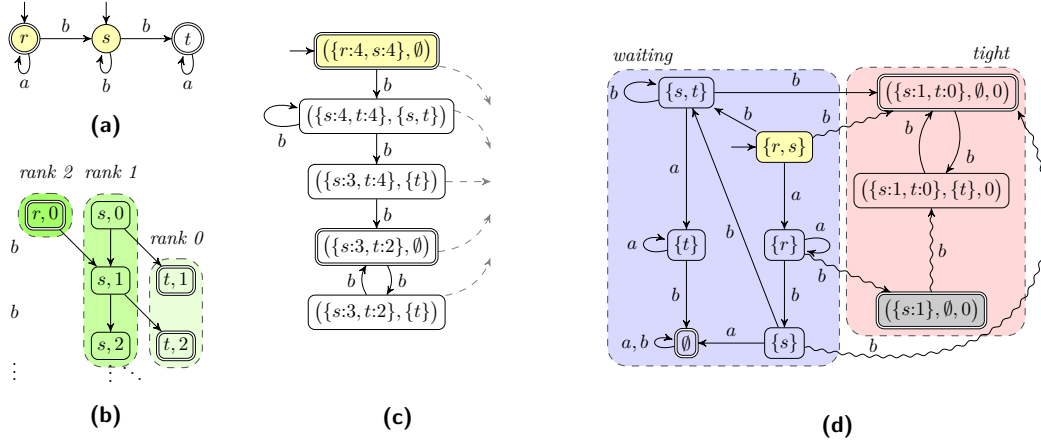 r
b
s
b
t
a
b
a
(a)
rank 2
rank 1
r, 0
s, 0
rank 0
b
s, 1
t, 1
b
s, 2
t, 2
⋮
⋮
⋱
⋮
(b)
({r:4, s:4}, ∅)
b
({s:4, t:4}, {s, t})
b
b
({s:3, t:4}, {t})
b
({s:3, t:2}, ∅)
b
b
({s:3, t:2}, {t})
(c)
waiting
tight
b
{s, t}
b
({s:1, t:0}, ∅, 0)
b
{r, s}
b
b
b
a
a
b
({s:1, t:0}, {t}, 0)
a
{t}
{r}
a
b
b
b
b
({s:1}, ∅, 0)
a, b
∅
a
{s}
b
(d)